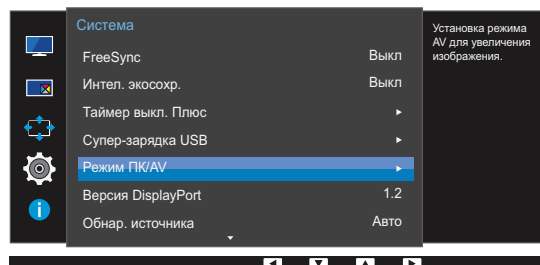 Система
FreeSync Выкл
Интел. экосохр. Выкл
Таймер выкл. Плюс
Супер-зарядка USB
Режим ПК/AV
Версия DisplayPort 1.2
Обнар. источника Авто
Установка режима
AV для увеличения
изображения.